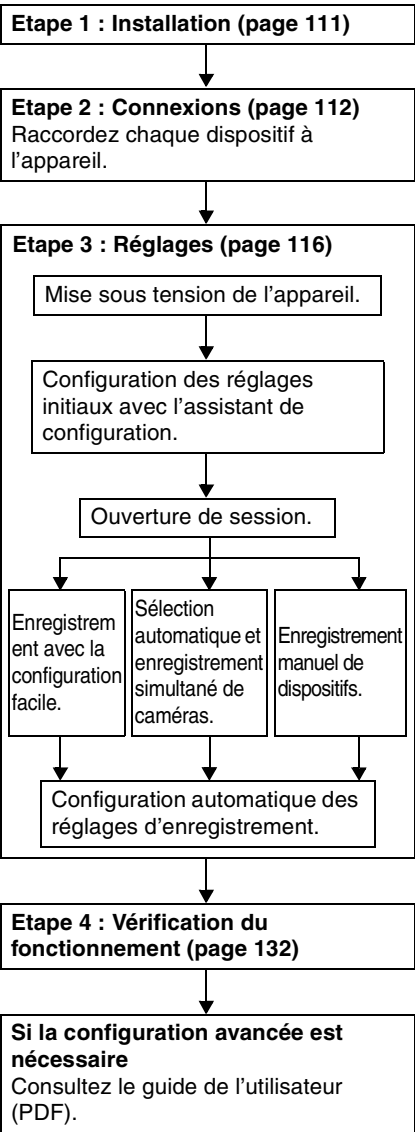 Etape 1 : Installation (page 111)
Etape 2 : Connexions (page 112)
Raccordez chaque dispositif à
l'appareil.
Etape 3 : Réglages (page 116)
Mise sous tension de l'appareil.
Configuration des réglages
initiaux avec l'assistant de
configuration.
Ouverture de session.
Enregistrem
ent avec la
configuration
facile.
Sélection
automatique et
enregistrement
simultané de
caméras.
Enregistrement
manuel de
dispositifs.
Configuration automatique des
réglages d'enregistrement.
Etape 4 : Vérification du
fonctionnement (page 132)
Si la configuration avancée est
nécessaire
Consultez le guide de l'utilisateur
(PDF).